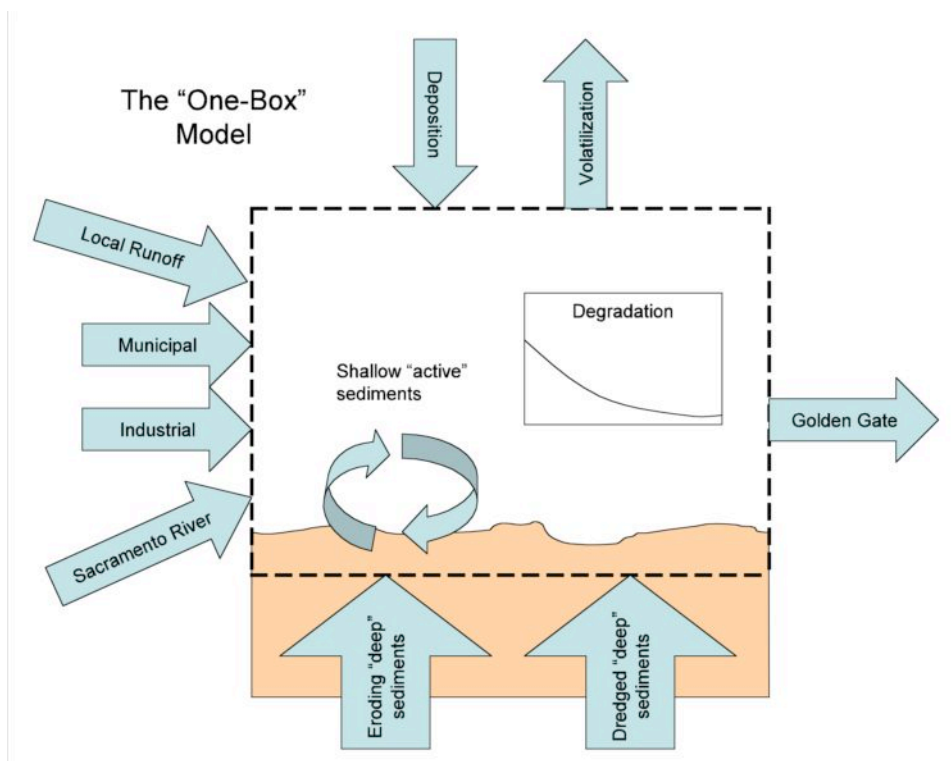 The “One-Box”
Model
Deposition
Volatilization
Local Runoff
Municipal
Industrial
Sacramento River
Degradation
Shallow “active”
sediments
Golden Gate
Eroding “deep”
sediments
Dredged “deep”
sediments